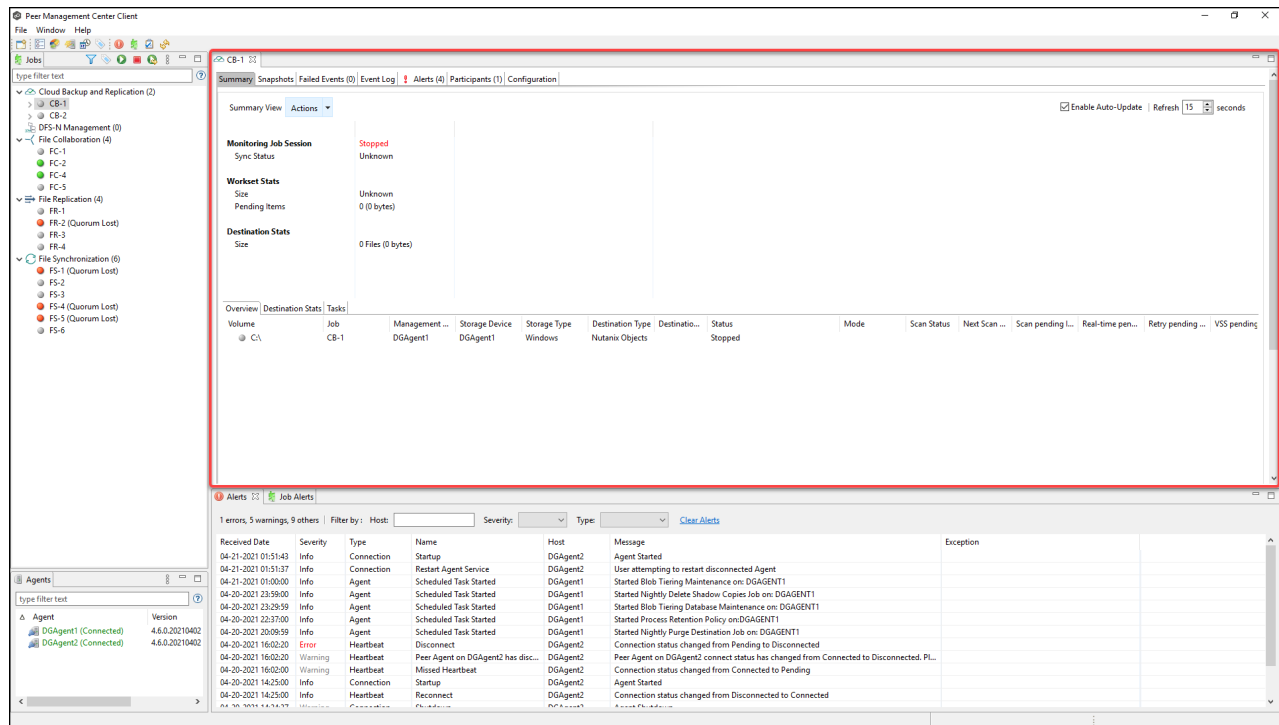 Peer Management Center Client
File Window Help
Jobs
type filter text
Cloud Backup and Replication (2)
CB-1
CB-2
DFS-N Management (0)
File Collaboration (4)
FC-1
FC-2
FC-4
FC-5
File Replication (4)
FR-1
FR-2 (Quorum Lost)
FR-3
FR-4
File Synchronization (6)
FS-1 (Quorum Lost)
FS-2
FS-3
FS-4 (Quorum Lost)
FS-5 (Quorum Lost)
FS-6
Agents
type filter text
Agent Version
DGAgent1 (Connected) 4.6.0.20210402
DGAgent2 (Connected) 4.6.0.20210402
CB-1
Summary Snapshots Failed Events (0) Event Log Alerts (4) Participants (1) Configuration
Summary View Actions Enable Auto-Update Refresh 15 seconds
Monitoring Job Session Stopped
Sync Status Unknown
Workset Stats
Size Unknown
Pending Items 0 (0 bytes)
Destination Stats
Size 0 Files (0 bytes)
Overview Destination Stats Tasks
Volume Job Management ... Storage Device Storage Type Destination Type Destinatio... Status Mode Scan Status Next Scan ... Scan pending I... Real-time pen... Retry pending ... VSS pending
C:\ CB-1 DGAgent1 DGAgent1 Windows Nutanix Objects Stopped
Alerts Job Alerts
1 errors, 5 warnings, 9 others Filter by: Host: Severity: Type: Clear Alerts
Received Date Severity Type Name Host Message Exception
04-21-2021 01:51:43 Info Connection Startup DGAgent2 Agent Started
04-21-2021 01:51:37 Info Connection Restart Agent Service DGAgent2 User attempting to restart disconnected Agent
04-21-2021 01:00:00 Info Agent Scheduled Task Started DGAgent1 Started Blob Tiering Maintenance on: DGAGENT1
04-20-2021 23:59:00 Info Agent Scheduled Task Started DGAgent1 Started Nightly Delete Shadow Copies Job on: DGAGENT1
04-20-2021 23:29:59 Info Agent Scheduled Task Started DGAgent1 Started Blob Tiering Database Maintenance on: DGAGENT1
04-20-2021 22:37:00 Info Agent Scheduled Task Started DGAgent1 Started Process Retention Policy on:DGAGENT1
04-20-2021 20:09:59 Info Agent Scheduled Task Started DGAgent1 Started Nightly Purge Destination Job on: DGAGENT1
04-20-2021 16:02:20 Error Heartbeat Disconnect DGAgent2 Connection status changed from Pending to Disconnected
04-20-2021 16:02:20 Warning Heartbeat Peer Agent on DGAgent2 has disc... DGAgent2 Peer Agent on DGAgent2 connect status has changed from Connected to Disconnected. Pl...
04-20-2021 16:02:00 Warning Heartbeat Missed Heartbeat DGAgent2 Connection status changed from Connected to Pending
04-20-2021 14:25:00 Info Connection Startup DGAgent2 Agent Started
04-20-2021 14:25:00 Info Heartbeat Reconnect DGAgent2 Connection status changed from Disconnected to Connected
04-20-2021 14:24:27 Warning Connection Shutdown DGAgent2 Agent Shutdown